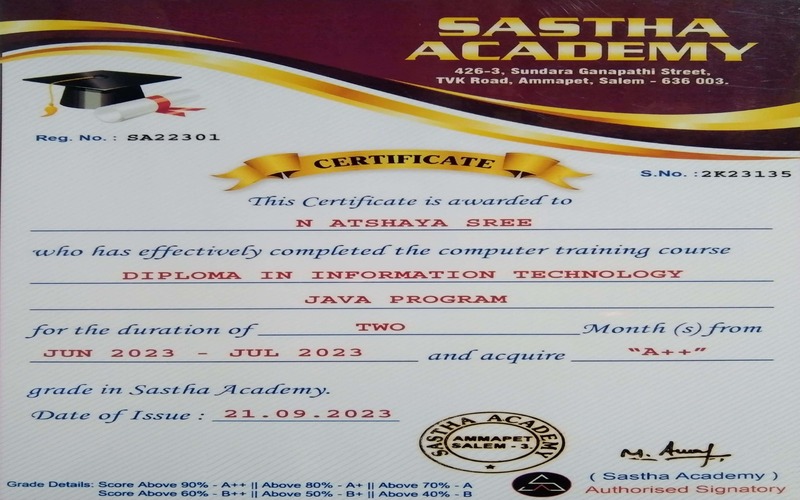 SASTHA
ACADEMY
426-3, Sundara Ganapathi Street,
TVK Road, Ammapet, Salem - 636 003.
Reg. No. : SA22301
CERTIFICATE
S.No. :2K23135
This Certificate is awarded to
N ATSHAYA SREE
who has effectively completed the computer training course
DIPLOMA IN INFORMATION TECHNOLOGY
JAVA PROGRAM
for the duration of TWO Month (s) from
JUN 2023 - JUL 2023 and acquire "A++"
grade in Sastha Academy.
Date of Issue : 21.09.2023
SASTHA ACADEMY
AMMAPET
SALEM - 3.
( Sastha Academy )
Authorised Signatory
Grade Details: Score Above 90% - A++ || Above 80% - A+ || Above 70% - A
Score Above 60% - B++ || Above 50% - B+ || Above 40% - B